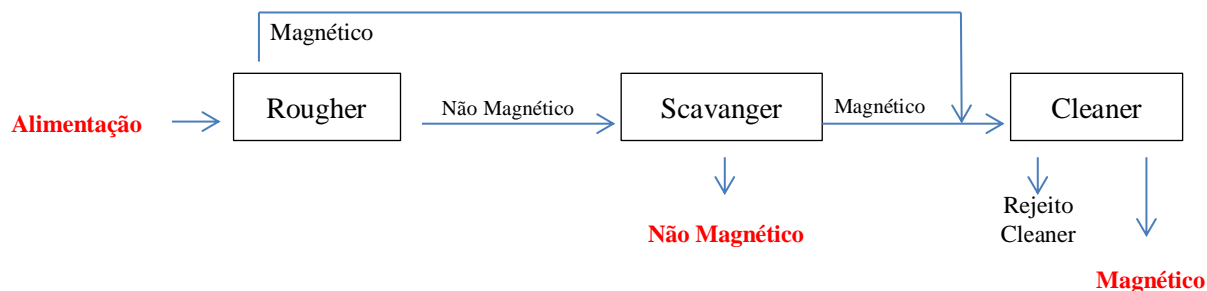 Magnético
Alimentação
Rougher
Não Magnético
Scavanger
Magnético
Cleaner
Não Magnético
Rejeito
Cleaner
Magnético